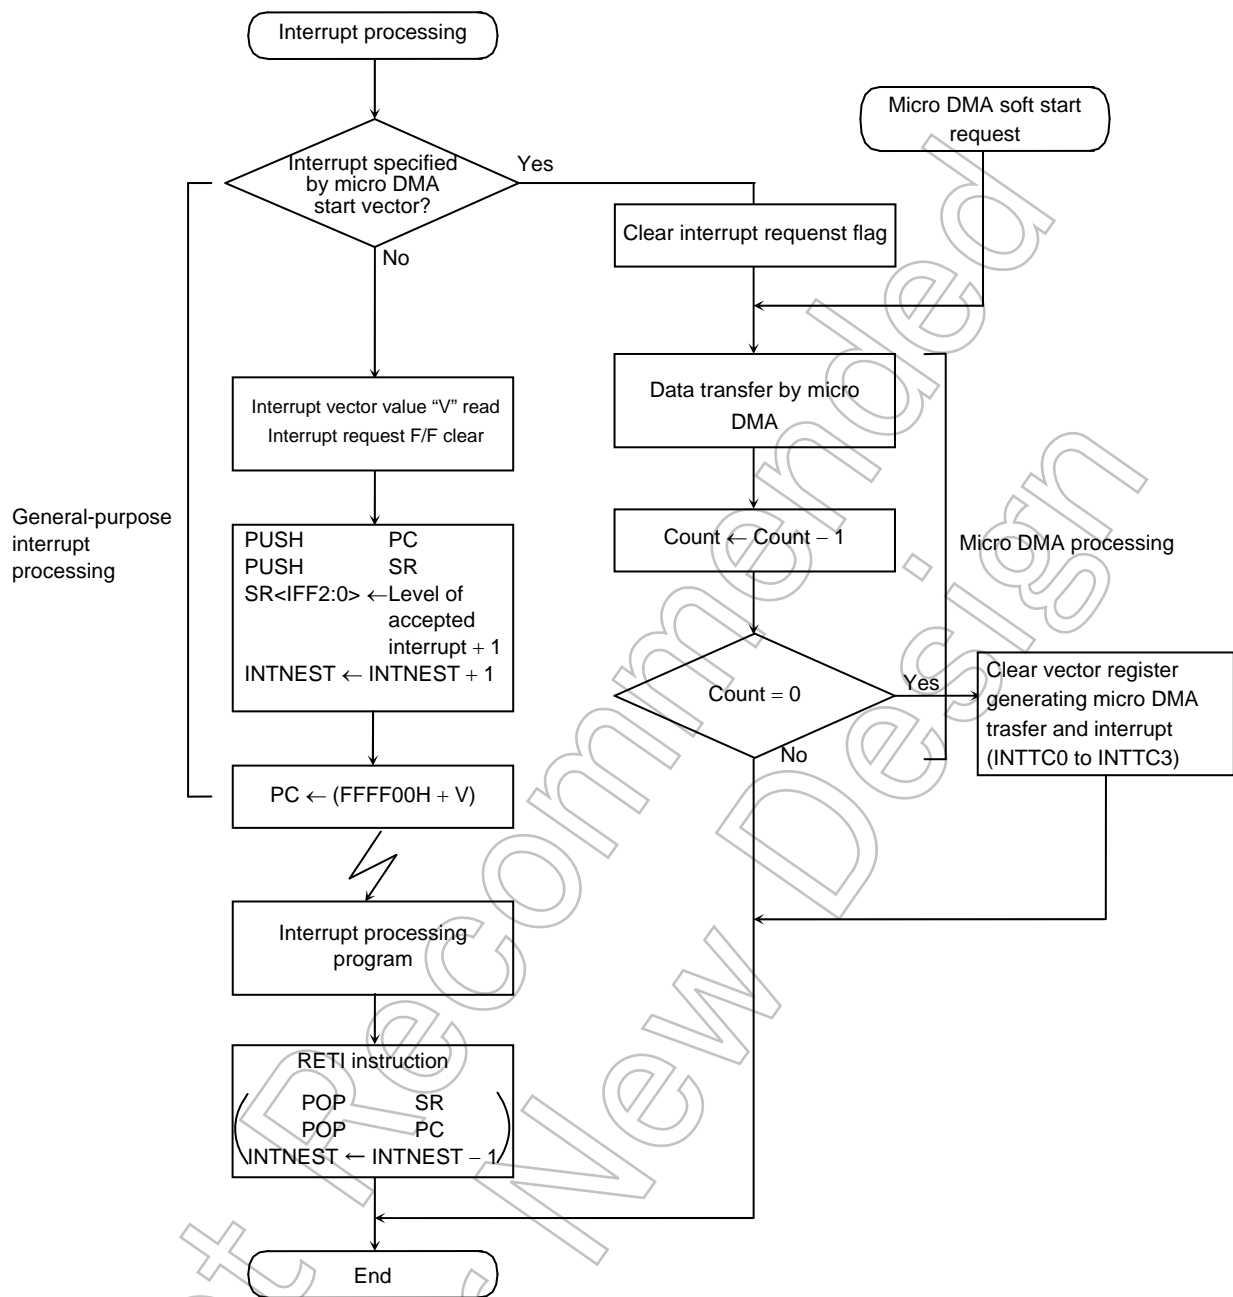 Interrupt processing
Micro DMA soft start
request
Interrupt specified
by micro DMA
start vector?
Yes
No
Clear interrupt requenst flag
Interrupt vector value “V” read
Interrupt request F/F clear
Data transfer by micro
DMA
General-purpose
interrupt
processing
PUSH PC
PUSH SR
SR<IFF2:0> ← Level of
accepted
interrupt + 1
INTNEST ← INTNEST + 1
Count ← Count − 1
Micro DMA processing
Count = 0
Yes
No
Clear vector register
generating micro DMA
trasfer and interrupt
(INTTC0 to INTTC3)
PC ← (FFFF00H + V)
Interrupt processing
program
RETI instruction
POP SR
POP PC
INTNEST ← INTNEST − 1
End
Recommended
New Design